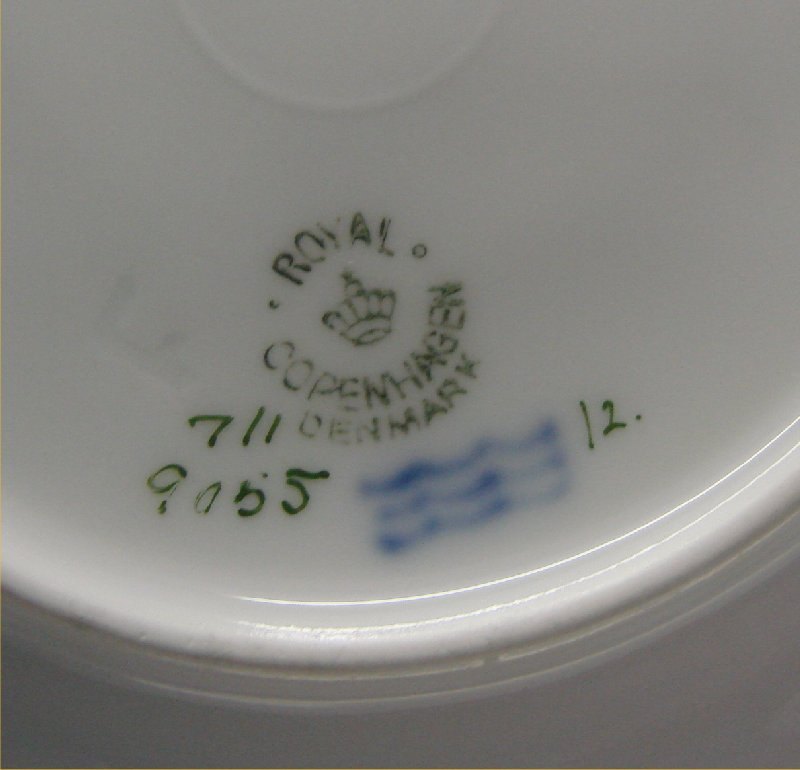 ROYAL
COPENHAGEN
DENMARK
711
9055
12.